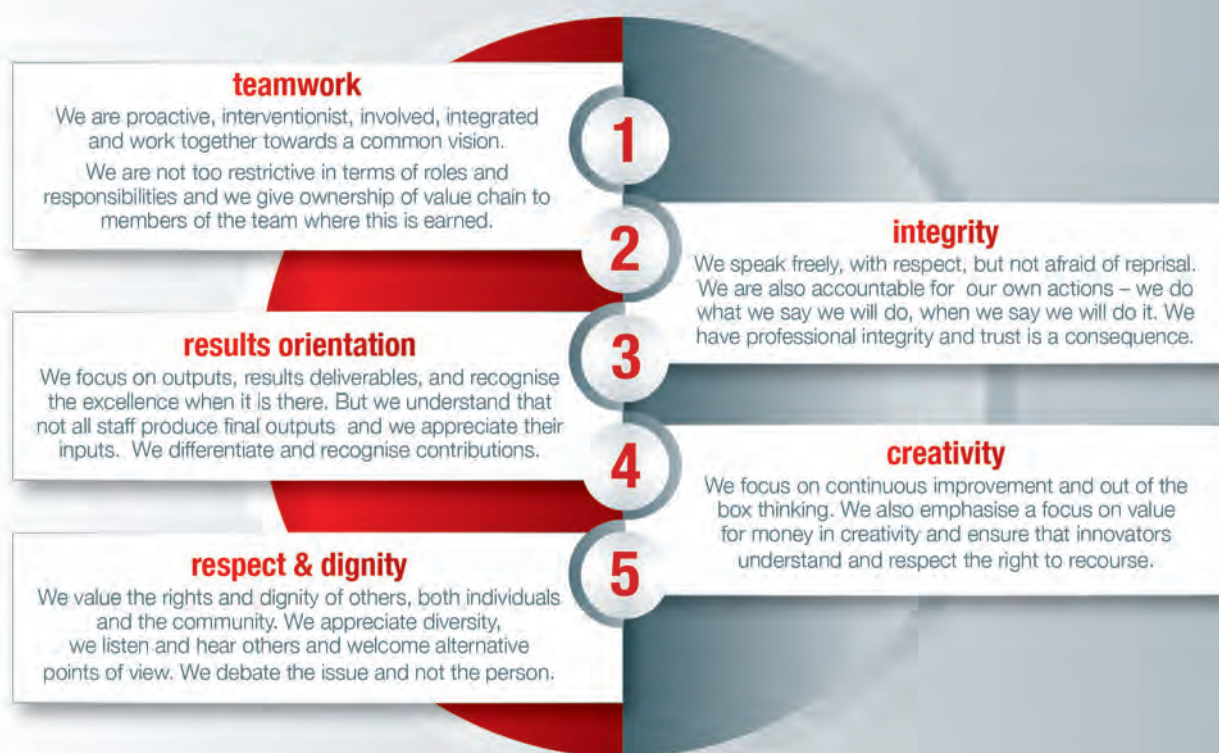 teamwork
We are proactive, interventionist, involved, integrated
and work together towards a common vision.
We are not too restrictive in terms of roles and
responsibilities and we give ownership of value chain to
members of the team where this is earned.
1
2
integrity
We speak freely, with respect, but not afraid of reprisal.
We are also accountable for our own actions – we do
what we say we will do, when we say we will do it. We
have professional integrity and trust is a consequence.
3
results orientation
We focus on outputs, results deliverables, and recognise
the excellence when it is there. But we understand that
not all staff produce final outputs and we appreciate their
inputs. We differentiate and recognise contributions.
4
creativity
We focus on continuous improvement and out of the
box thinking. We also emphasise a focus on value
for money in creativity and ensure that innovators
understand and respect the right to recourse.
5
respect & dignity
We value the rights and dignity of others, both individuals
and the community. We appreciate diversity,
we listen and hear others and welcome alternative
points of view. We debate the issue and not the person.